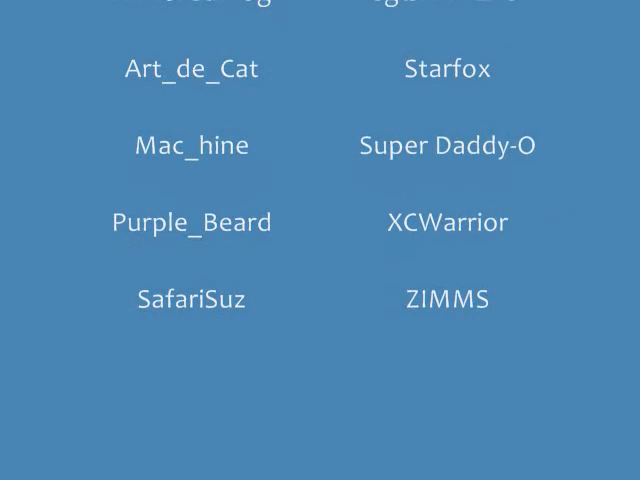 Art_de_Cat Starfox
Mac_hine Super Daddy-O
Purple_Beard XCWarrior
SafariSuz ZIMMS